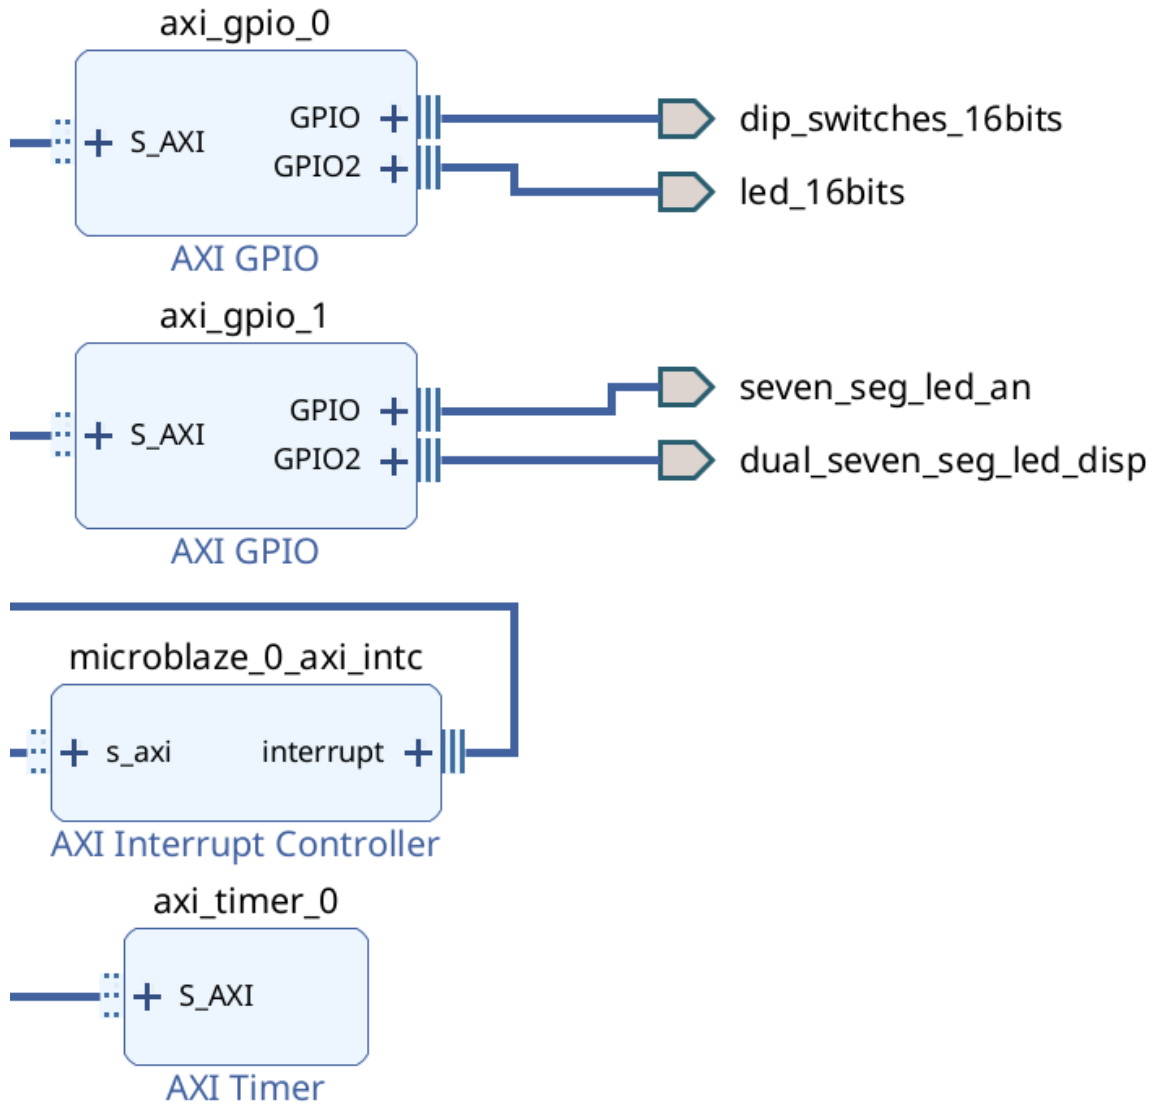 axi_gpio_0
GPIO
dip_switches_16bits
S_AXI
GPIO2
led_16bits
AXI GPIO
axi_gpio_1
seven_seg_led_an
GPIO
S_AXI
GPIO2
dual_seven_seg_led_disp
AXI GPIO
microblaze_0_axi_intc
s_axi
interrupt
AXI Interrupt Controller
axi_timer_0
S_AXI
AXI Timer